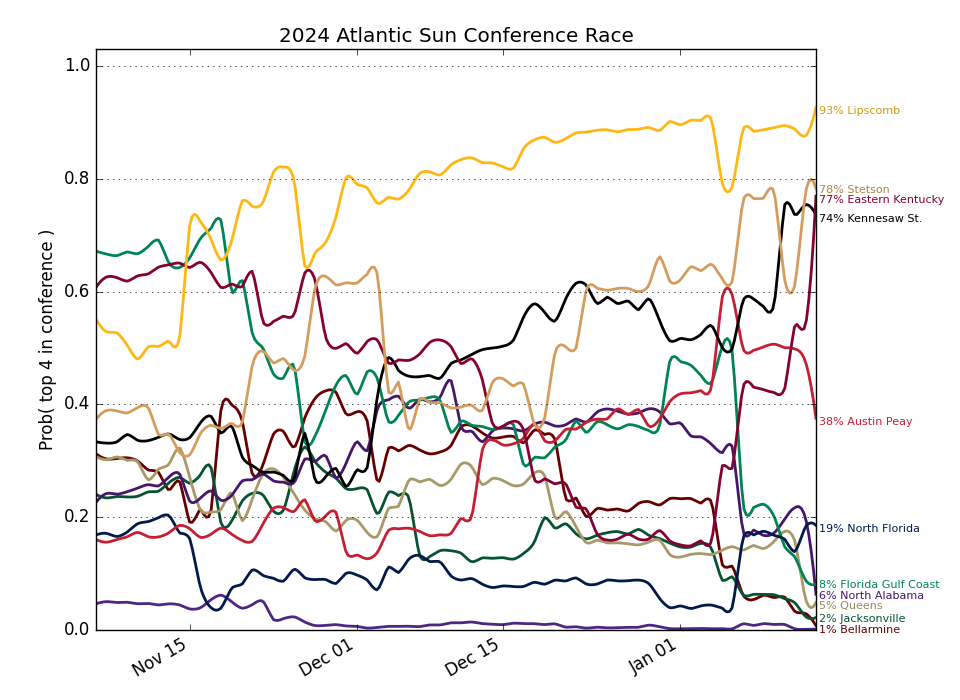 2024 Atlantic Sun Conference Race
Prob( top 4 in conference )
1.0
0.8
0.6
0.4
0.2
0.0
Nov 15
Dec 01
Dec 15
Jan 01
93% Lipscomb
78% Stetson
77% Eastern Kentucky
74% Kennesaw St.
38% Austin Peay
19% North Florida
8% Florida Gulf Coast
6% North Alabama
5% Queens
2% Jacksonville
1% Bellarmine